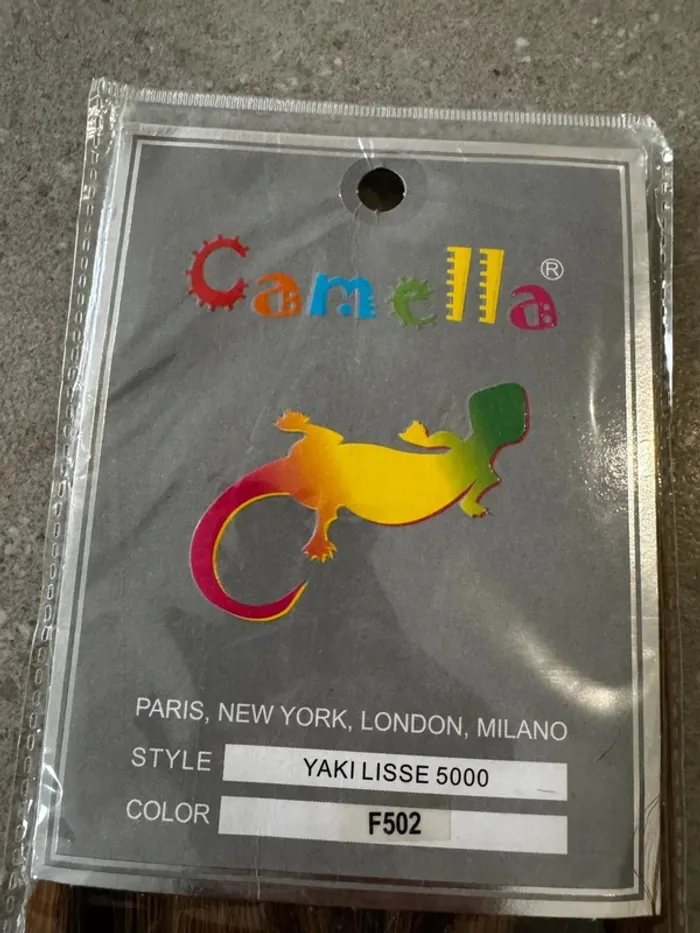 Camella®
PARIS, NEW YORK, LONDON, MILANO
STYLE YAKI LISSE 5000
COLOR F502